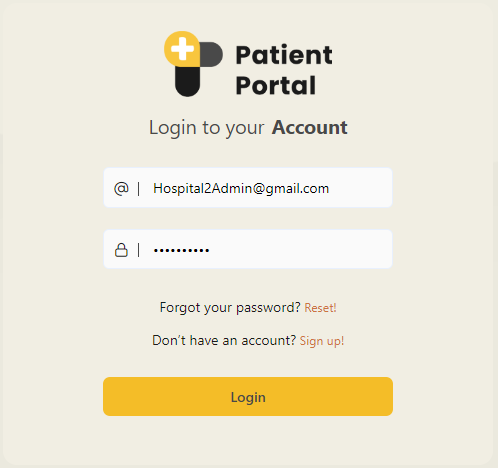 Patient
Portal
Login to your Account
@ | Hospital2Admin@gmail.com
| ••••••••••
Forgot your password? Reset!
Don't have an account? Sign up!
Login